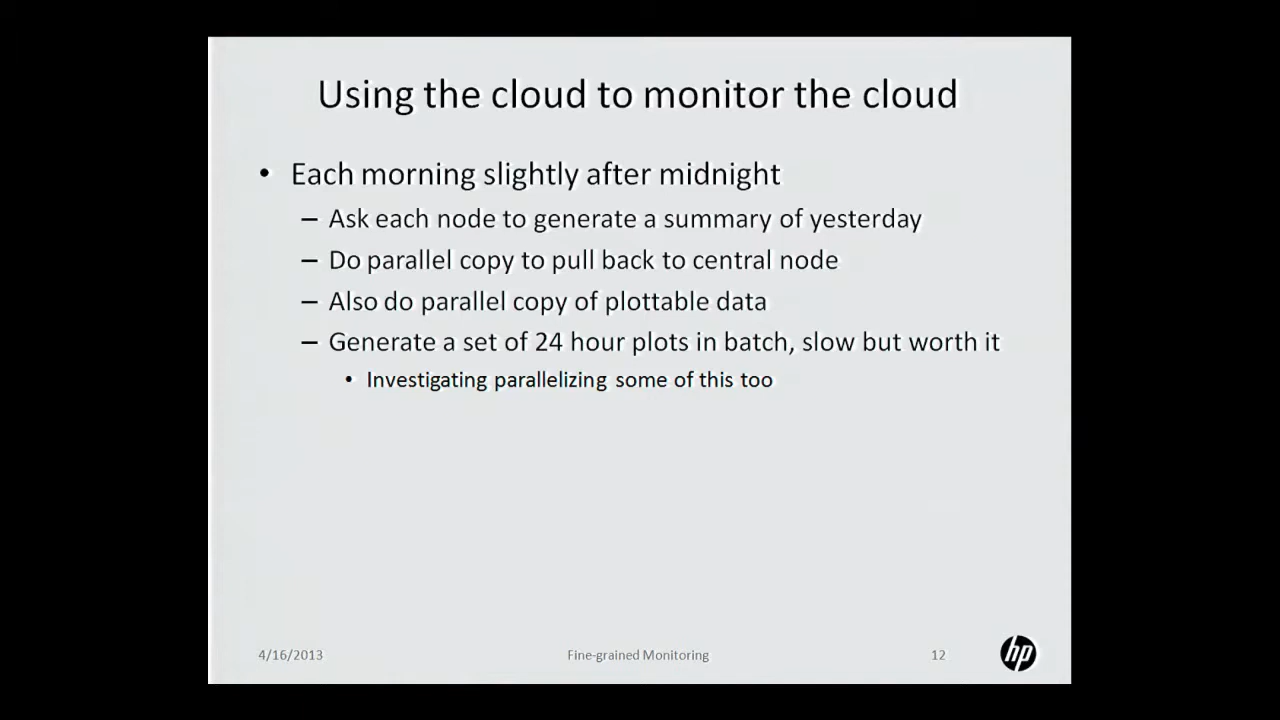 Using the cloud to monitor the cloud
• Each morning slightly after midnight
– Ask each node to generate a summary of yesterday
– Do parallel copy to pull back to central node
– Also do parallel copy of plottable data
– Generate a set of 24 hour plots in batch, slow but worth it
• Investigating parallelizing some of this too
4/16/2013
Fine-grained Monitoring
12
hp